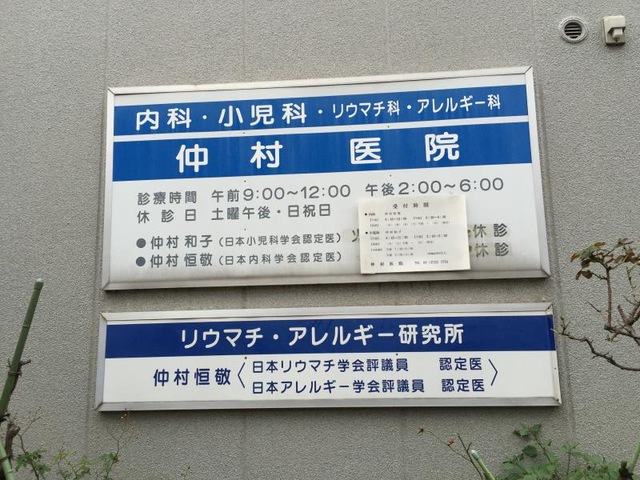 内科・小児科・リウマチ科・アレルギー科
仲村 医院
診療時間 午前9:00～12:00 午後2:00～6:00
休診日 土曜午後・日祝日
●仲村和子(日本小児科学会認定医)
休診
●仲村恒敬(日本内科学会認定医)
休診
受付時間
仲村医院
リウマチ・アレルギー研究所
仲村恒敬〈日本リウマチ学会評議員 認定医
日本アレルギー学会評議員 認定医〉